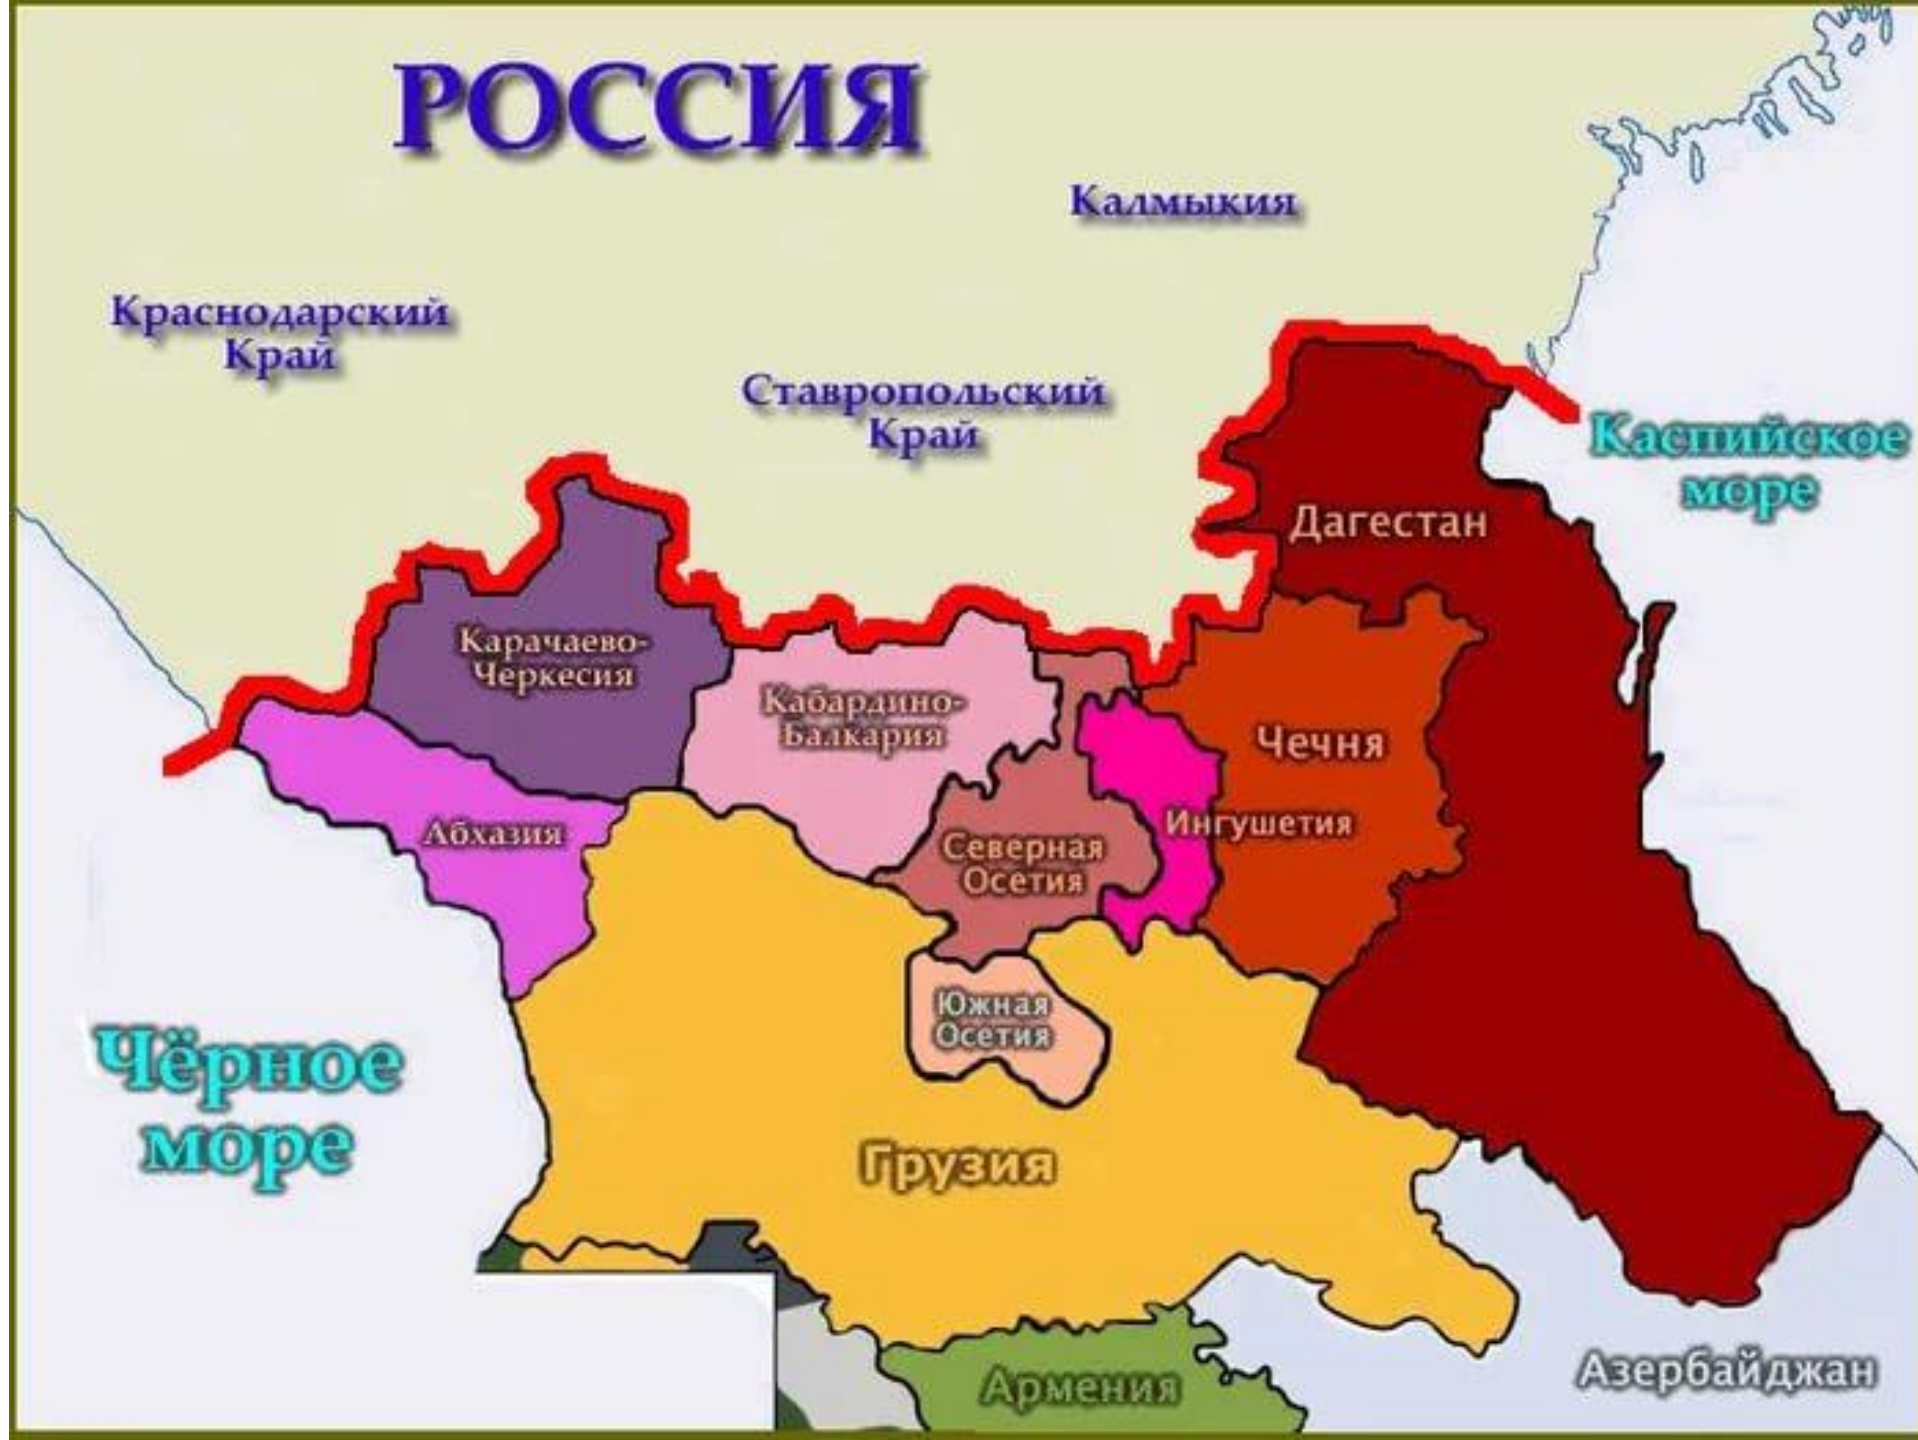 РОССИЯ
Калмыкия
Краснодарский
Край
Ставропольский
Край
Каспийское
море
Дагестан
Карачаево-
Черкесия
Кабардино-
Балкария
Чечня
Абхазия
Ингушетия
Северная
Осетия
Южная
Осетия
Чёрное
море
Грузия
Армения
Азербайджан